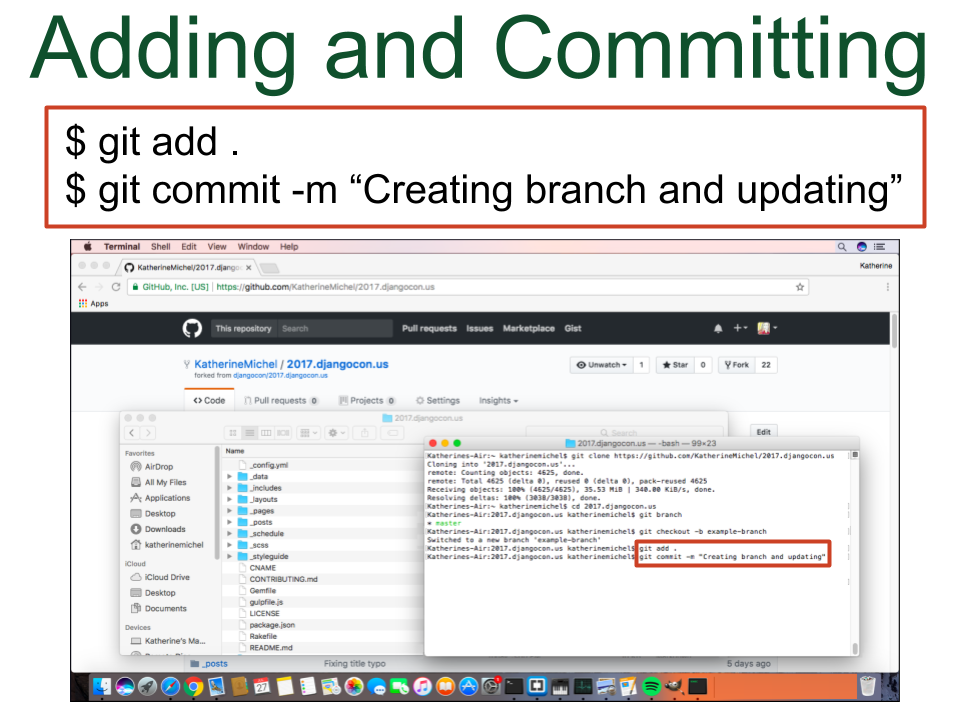 Adding and Committing
$ git add .
$ git commit -m “Creating branch and updating”
Terminal Shell Edit View Window Help
KatherineMichel/2017.djang
Katherine
GitHub, Inc. [US] https://github.com/KatherineMichel/2017.djangocon.us
Apps
This repository Search Pull requests Issues Marketplace Gist
KatherineMichel / 2017.djangocon.us
Unwatch 1 Star 0 Fork 22
forked from djangocon/2017.djangocon.us
Code Pull requests 0 Projects 0 Settings Insights
2017.djangocon.us
Search
Edit
Favorites
AirDrop
All My Files
Applications
Desktop
Downloads
katherinemichel
iCloud
iCloud Drive
Desktop
Documents
Devices
Katherine's Ma...
Name
_config.yml
_data
_includes
_layouts
_pages
_posts
_schedule
_scss
_styleguide
CNAME
CONTRIBUTING.md
Gemfile
gulpfile.js
LICENSE
package.json
Rakefile
README.md
2017.djangocon.us — -bash — 99×23
Katherines-Air:~ katherinemichel$ git clone https://github.com/KatherineMichel/2017.djangocon.us
Cloning into '2017.djangocon.us'...
remote: Counting objects: 4625, done.
remote: Total 4625 (delta 0), reused 0 (delta 0), pack-reused 4625
Receiving objects: 100% (4625/4625), 35.53 MiB | 340.00 KiB/s, done.
Resolving deltas: 100% (3038/3038), done.
Katherines-Air:~ katherinemichel$ cd 2017.djangocon.us
Katherines-Air:2017.djangocon.us katherinemichel$ git branch
* master
Katherines-Air:2017.djangocon.us katherinemichel$ git checkout -b example-branch
Switched to a new branch 'example-branch'
Katherines-Air:2017.djangocon.us katherinemichel$ git add .
Katherines-Air:2017.djangocon.us katherinemichel$ git commit -m "Creating branch and updating"
_posts Fixing title typo 5 days ago
27